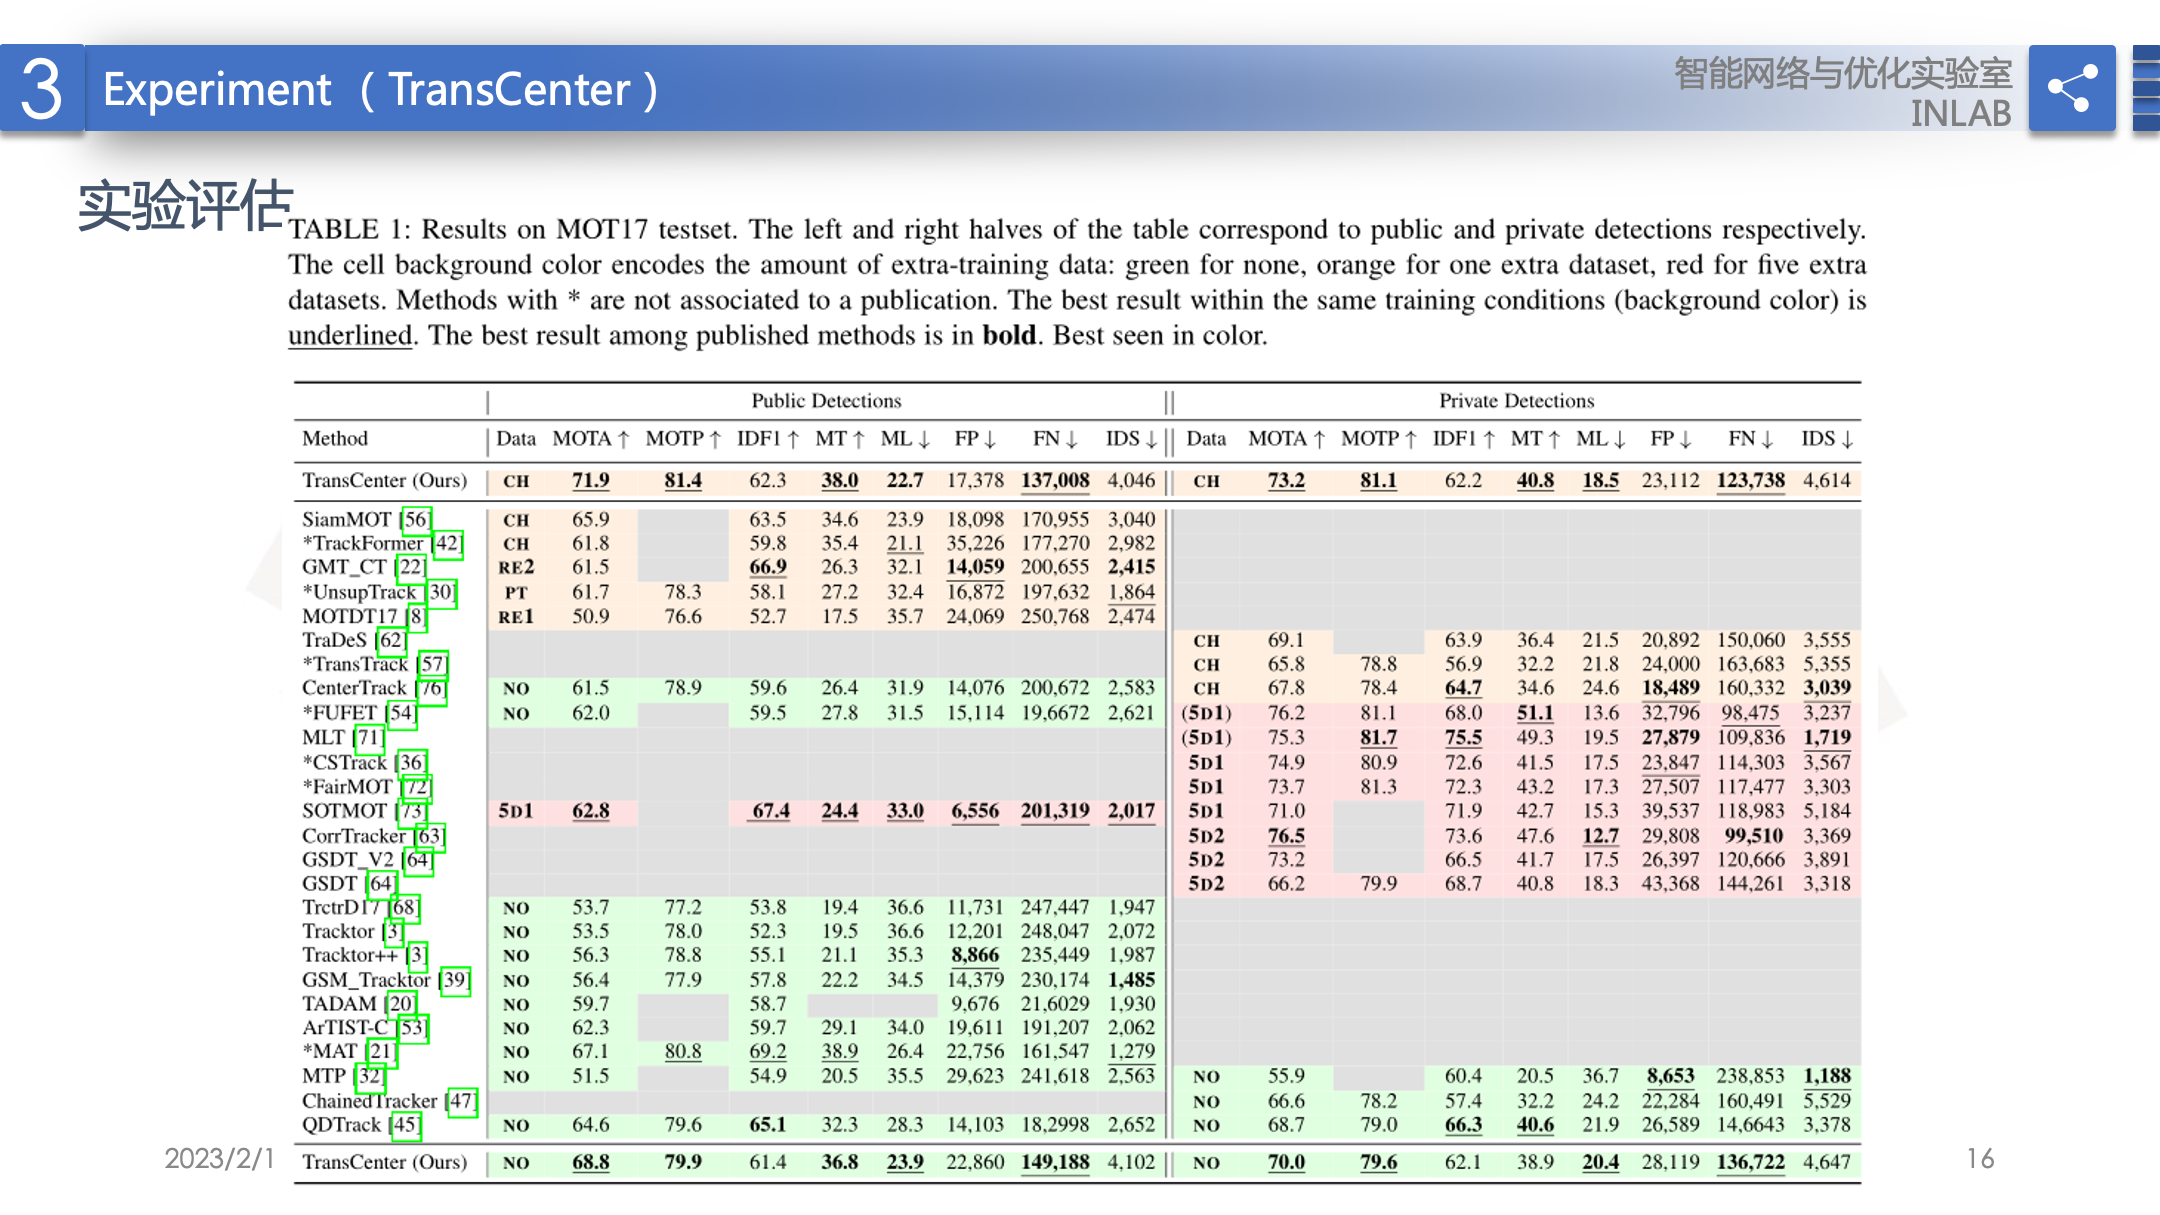 3 Experiment （TransCenter）
智能网络与优化实验室
INLAB
实验评估
TABLE 1: Results on MOT17 testset. The left and right halves of the table correspond to public and private detections respectively.
The cell background color encodes the amount of extra-training data: green for none, orange for one extra dataset, red for five extra
datasets. Methods with * are not associated to a publication. The best result within the same training conditions (background color) is
underlined. The best result among published methods is in bold. Best seen in color.
Public Detections Private Detections
Method Data MOTA ↑ MOTP ↑ IDF1 ↑ MT ↑ ML ↓ FP ↓ FN ↓ IDS ↓ Data MOTA ↑ MOTP ↑ IDF1 ↑ MT ↑ ML ↓ FP ↓ FN ↓ IDS ↓
TransCenter (Ours) CH 71.9 81.4 62.3 38.0 22.7 17,378 137,008 4,046 CH 73.2 81.1 62.2 40.8 18.5 23,112 123,738 4,614
SiamMOT [56] CH 65.9 63.5 34.6 23.9 18,098 170,955 3,040
*TrackFormer [42] CH 61.8 59.8 35.4 21.1 35,226 177,270 2,982
GMT_CT [22] RE2 61.5 66.9 26.3 32.1 14,059 200,655 2,415
*UnsupTrack [30] PT 61.7 78.3 58.1 27.2 32.4 16,872 197,632 1,864
MOTDT17 [8] RE1 50.9 76.6 52.7 17.5 35.7 24,069 250,768 2,474
TraDeS [62] CH 69.1 63.9 36.4 21.5 20,892 150,060 3,555
*TransTrack [57] CH 65.8 78.8 56.9 32.2 21.8 24,000 163,683 5,355
CenterTrack [76] NO 61.5 78.9 59.6 26.4 31.9 14,076 200,672 2,583 CH 67.8 78.4 64.7 34.6 24.6 18,489 160,332 3,039
*FUFET [54] NO 62.0 59.5 27.8 31.5 15,114 19,6672 2,621 (5D1) 76.2 81.1 68.0 51.1 13.6 32,796 98,475 3,237
MLT [71] (5D1) 75.3 81.7 75.5 49.3 19.5 27,879 109,836 1,719
*CSTrack [36] 5D1 74.9 80.9 72.6 41.5 17.5 23,847 114,303 3,567
*FairMOT [72] 5D1 73.7 81.3 72.3 43.2 17.3 27,507 117,477 3,303
SOTMOT [73] 5D1 62.8 67.4 24.4 33.0 6,556 201,319 2,017 5D1 71.0 71.9 42.7 15.3 39,537 118,983 5,184
CorrTracker [63] 5D2 76.5 73.6 47.6 12.7 29,808 99,510 3,369
GSDT_V2 [64] 5D2 73.2 66.5 41.7 17.5 26,397 120,666 3,891
GSDT [64] 5D2 66.2 79.9 68.7 40.8 18.3 43,368 144,261 3,318
TrctrD17 [68] NO 53.7 77.2 53.8 19.4 36.6 11,731 247,447 1,947
Tracktor [3] NO 53.5 78.0 52.3 19.5 36.6 12,201 248,047 2,072
Tracktor++ [3] NO 56.3 78.8 55.1 21.1 35.3 8,866 235,449 1,987
GSM_Tracktor [39] NO 56.4 77.9 57.8 22.2 34.5 14,379 230,174 1,485
TADAM [20] NO 59.7 58.7 9,676 21,6029 1,930
ArTIST-C [53] NO 62.3 59.7 29.1 34.0 19,611 191,207 2,062
*MAT [21] NO 67.1 80.8 69.2 38.9 26.4 22,756 161,547 1,279
MTP [32] NO 51.5 54.9 20.5 35.5 29,623 241,618 2,563 NO 55.9 60.4 20.5 36.7 8,653 238,853 1,188
ChainedTracker [47] NO 66.6 78.2 57.4 32.2 24.2 22,284 160,491 5,529
QDTrack [45] NO 64.6 79.6 65.1 32.3 28.3 14,103 18,2998 2,652 NO 68.7 79.0 66.3 40.6 21.9 26,589 14,6643 3,378
TransCenter (Ours) NO 68.8 79.9 61.4 36.8 23.9 22,860 149,188 4,102 NO 70.0 79.6 62.1 38.9 20.4 28,119 136,722 4,647
2023/2/1
16